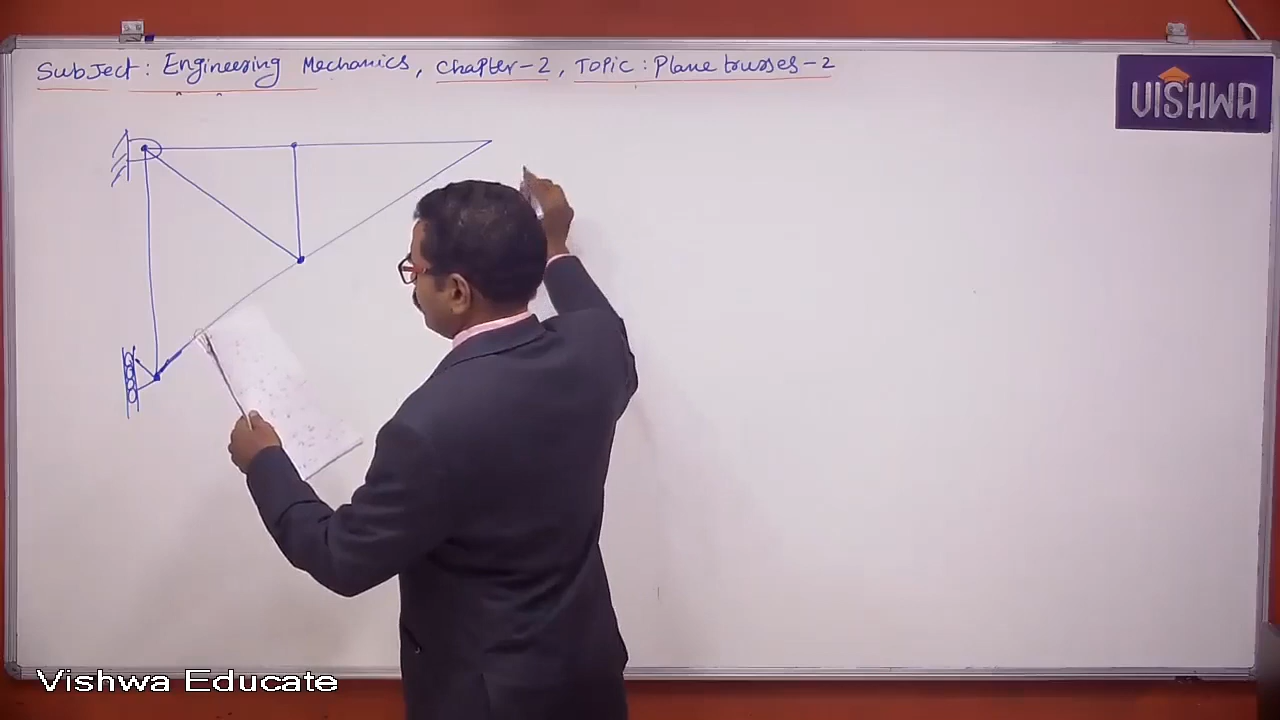 Subject: Engineering Mechanics, Chapter-2, Topic: Plane trusses-2
VISHWA
Vishwa Educate